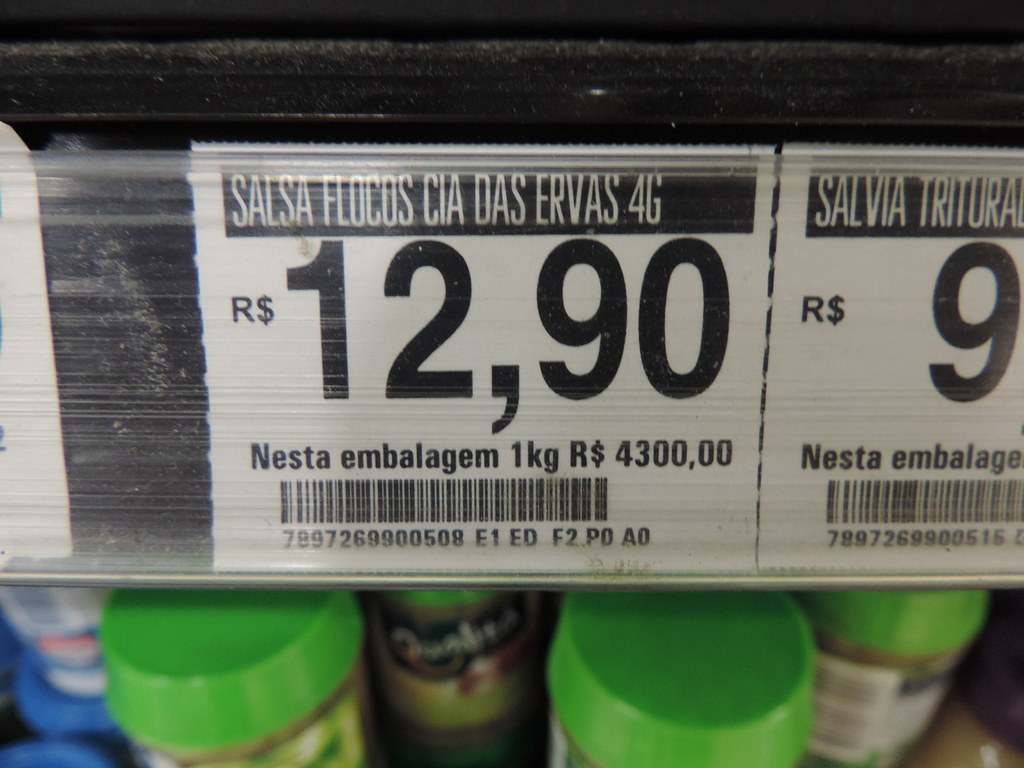 SALSA FLOCOS CIA DAS ERVAS 4G
R$ 12,90
Nesta embalagem 1kg R$ 4300,00
7897269900508 E1 ED F2 P0 A0
SALVIA TRITURAD
R$ 9
Nesta embalage
7897269900515